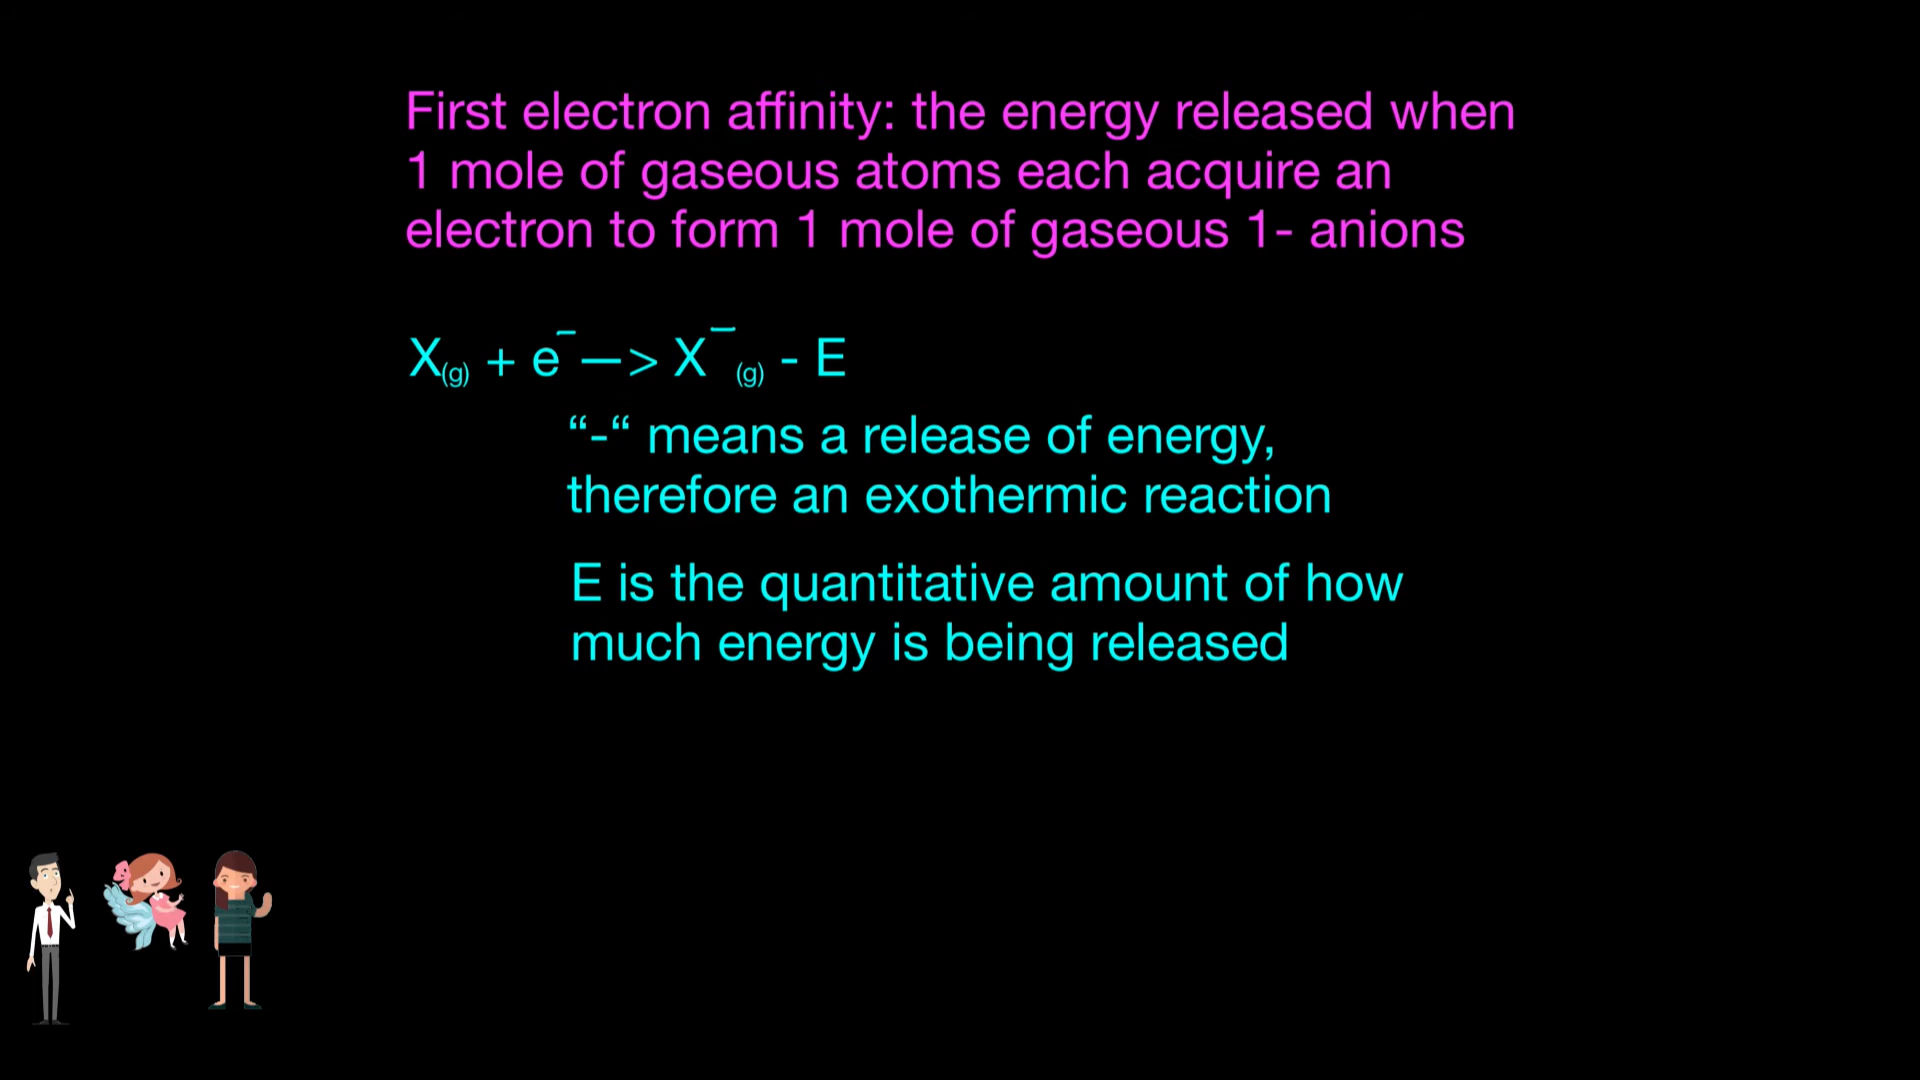 First electron affinity: the energy released when
1 mole of gaseous atoms each acquire an
electron to form 1 mole of gaseous 1- anions
X(g) + e⁻ —> X⁻(g) - E
“-“ means a release of energy,
therefore an exothermic reaction
E is the quantitative amount of how
much energy is being released